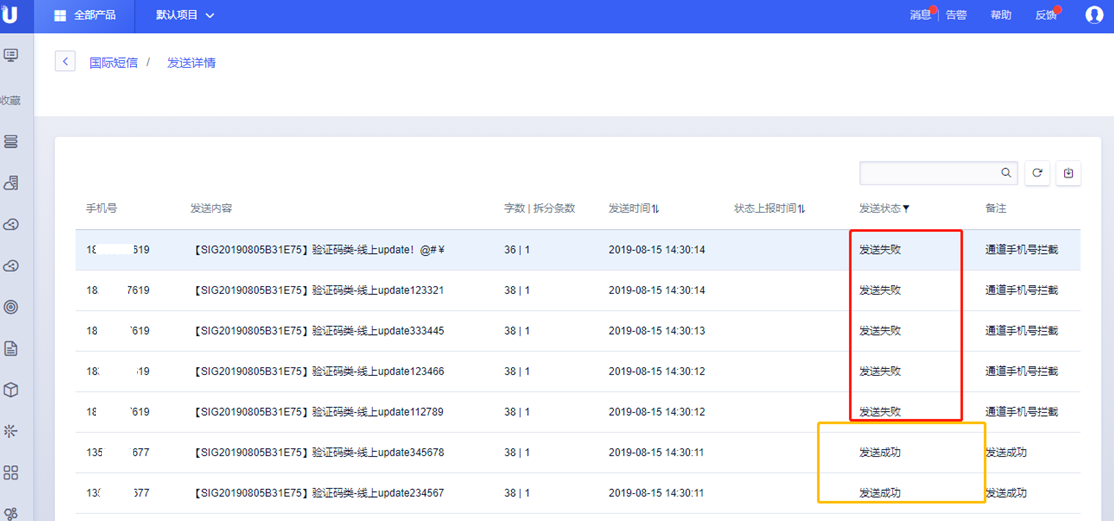 U 全部产品 默认项目 消息 告警 帮助 反馈
收藏
< 国际短信 / 发送详情
手机号 发送内容 字数 | 拆分条数 发送时间 状态上报时间 发送状态 备注
18 619 【SIG20190805B31E75】验证码类-线上update！@#￥ 36 | 1 2019-08-15 14:30:14 发送失败 通道手机号拦截
18 7619 【SIG20190805B31E75】验证码类-线上update123321 38 | 1 2019-08-15 14:30:14 发送失败 通道手机号拦截
18 7619 【SIG20190805B31E75】验证码类-线上update333445 38 | 1 2019-08-15 14:30:13 发送失败 通道手机号拦截
18 619 【SIG20190805B31E75】验证码类-线上update123466 38 | 1 2019-08-15 14:30:12 发送失败 通道手机号拦截
18 7619 【SIG20190805B31E75】验证码类-线上update112789 38 | 1 2019-08-15 14:30:12 发送失败 通道手机号拦截
135 677 【SIG20190805B31E75】验证码类-线上update345678 38 | 1 2019-08-15 14:30:11 发送成功 发送成功
13 677 【SIG20190805B31E75】验证码类-线上update234567 38 | 1 2019-08-15 14:30:11 发送成功 发送成功